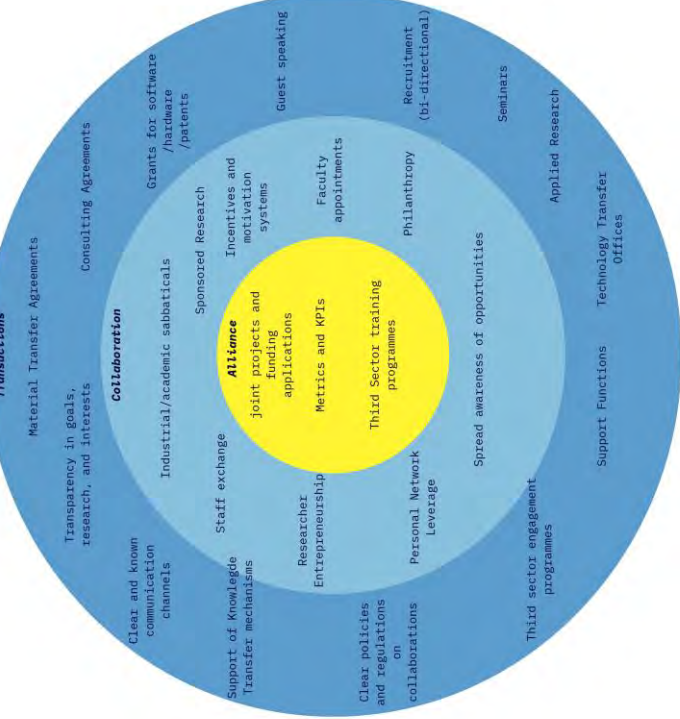 Transactions
Material Transfer Agreements
Transparency in goals,
research, and interests
Consulting Agreements
Clear and known
communication
channels
Grants for software
/hardware
/patents
Support of Knowlegde
Transfer mechanisms
Guest speaking
Clear policies
and regulations
on
collaborations
Recruitment
(bi-directional)
Seminars
Third sector engagement
programmes
Applied Research
Support Functions
Technology Transfer
Offices
Collaboration
Industrial/academic sabbaticals
Sponsored Research
Staff exchange
Incentives and
motivation
systems
Researcher
Entrepreneurship
Faculty
appointments
Personal Network
Leverage
Philanthropy
Spread awareness of opportunities
Alliance
joint projects and
funding
applications
Metrics and KPIs
Third Sector training
programmes